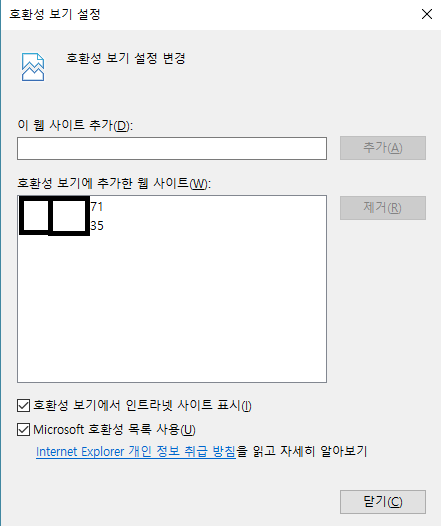 호환성 보기 설정
호환성 보기 설정 변경
이 웹 사이트 추가(D):
추가(A)
호환성 보기에 추가한 웹 사이트(W):
71
35
제거(R)
호환성 보기에서 인트라넷 사이트 표시(I)
Microsoft 호환성 목록 사용(U)
Internet Explorer 개인 정보 취급 방침을 읽고 자세히 알아보기
닫기(C)